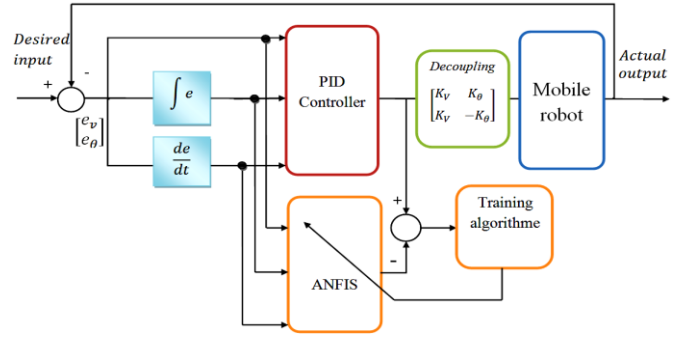 Desired
input
+
-
[e_v
e_θ]
∫ e
de
dt
PID
Controller
Decoupling
[K_V K_θ
K_V −K_θ]
Mobile
robot
Actual
output
+
-
Training
algorithme
ANFIS